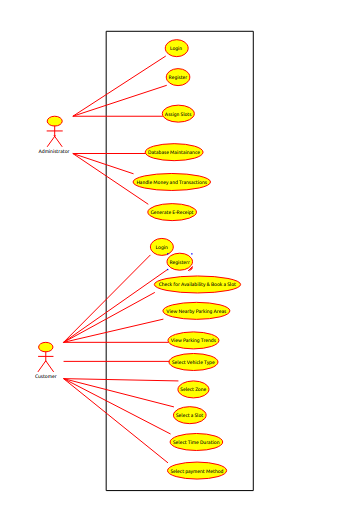 Login
Register
Assign Slots
Administrator
Database Maintainance
Handle Money and Transactions
Generate E-Receipt
Login
Register
Check for Availability & Book a Slot
View Nearby Parking Areas
View Parking Trends
Select Vehicle Type
Customer
Select Zone
Select a Slot
Select Time Duration
Select payment Method